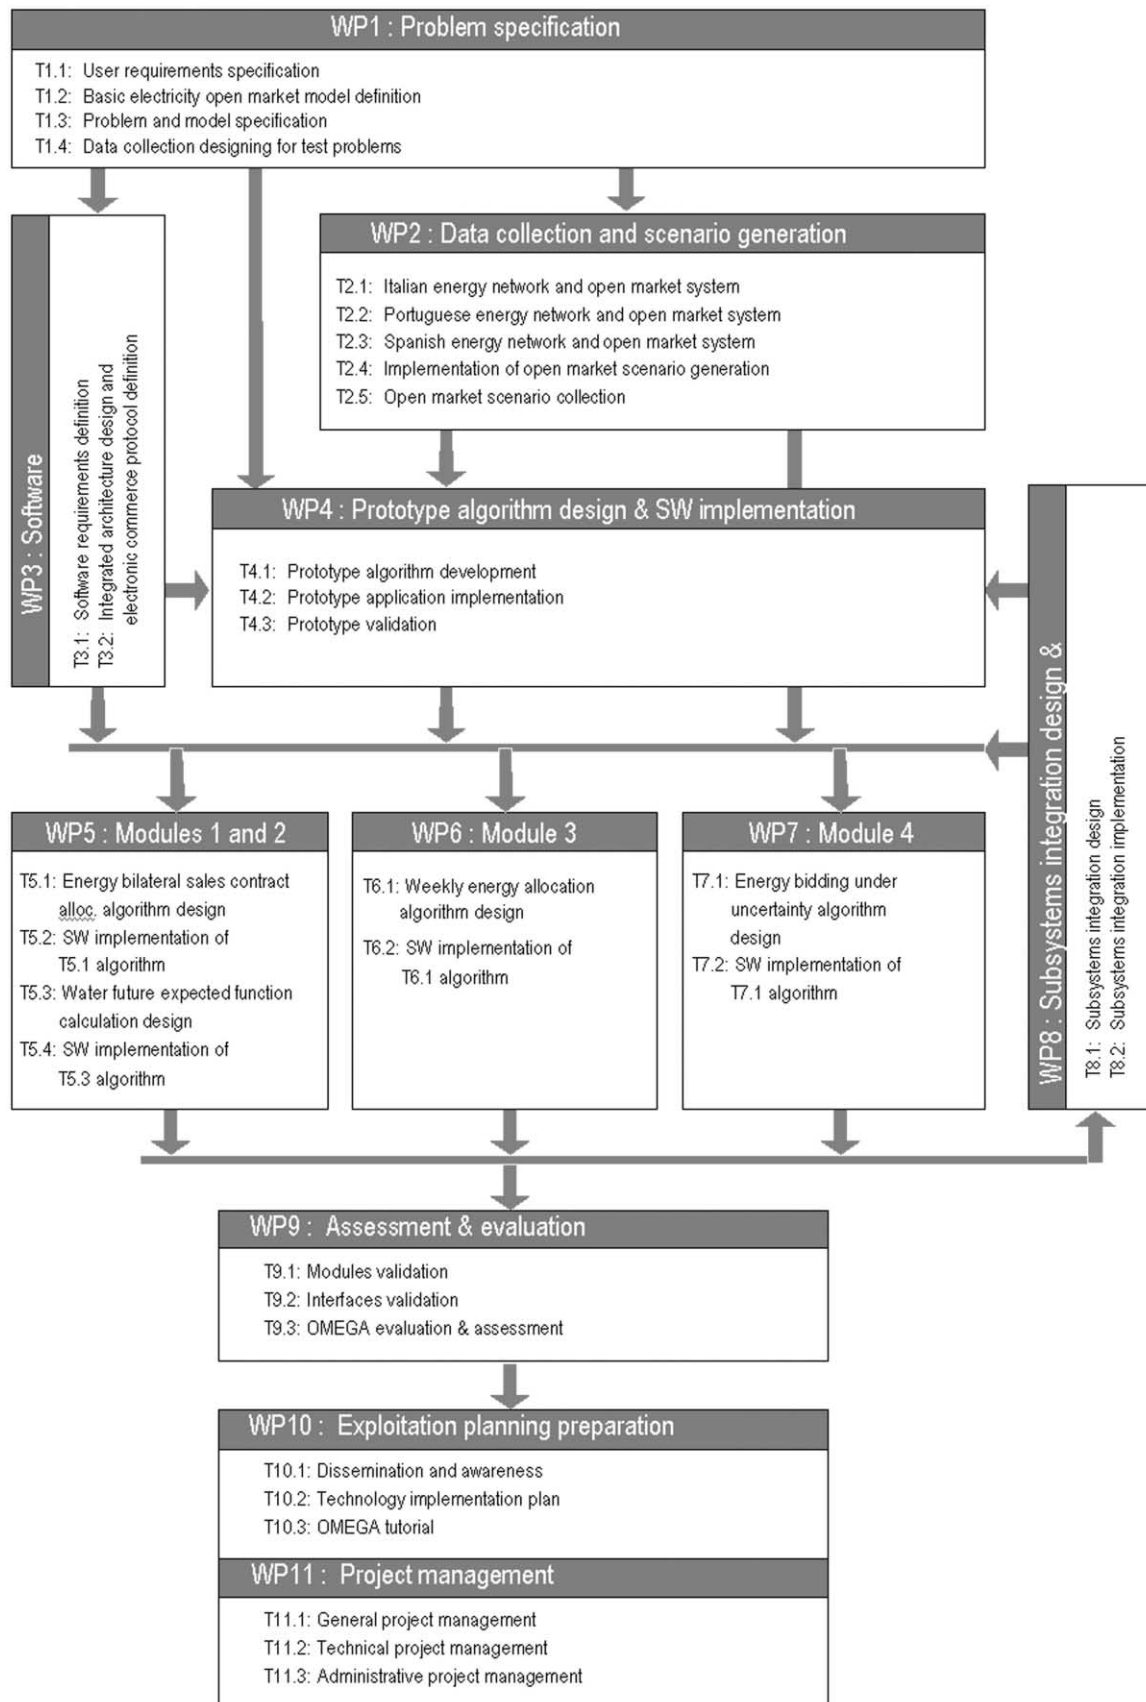 WP1 : Problem specification
T1.1: User requirements specification
T1.2: Basic electricity open market model definition
T1.3: Problem and model specification
T1.4: Data collection designing for test problems
WP3 : Software
T3.1: Software requirements definition
T3.2: Integrated architecture design and
electronic commerce protocol definition
WP2 : Data collection and scenario generation
T2.1: Italian energy network and open market system
T2.2: Portuguese energy network and open market system
T2.3: Spanish energy network and open market system
T2.4: Implementation of open market scenario generation
T2.5: Open market scenario collection
WP4 : Prototype algorithm design & SW implementation
T4.1: Prototype algorithm development
T4.2: Prototype application implementation
T4.3: Prototype validation
WP8 : Subsystems integration design &
T8.1: Subsystems integration design
T8.2: Subsystems integration implementation
WP5 : Modules 1 and 2
T5.1: Energy bilateral sales contract
alloc. algorithm design
T5.2: SW implementation of
T5.1 algorithm
T5.3: Water future expected function
calculation design
T5.4: SW implementation of
T5.3 algorithm
WP6 : Module 3
T6.1: Weekly energy allocation
algorithm design
T6.2: SW implementation of
T6.1 algorithm
WP7 : Module 4
T7.1: Energy bidding under
uncertainty algorithm
design
T7.2: SW implementation of
T7.1 algorithm
WP9 : Assessment & evaluation
T9.1: Modules validation
T9.2: Interfaces validation
T9.3: OMEGA evaluation & assessment
WP10 : Exploitation planning preparation
T10.1: Dissemination and awareness
T10.2: Technology implementation plan
T10.3: OMEGA tutorial
WP11 : Project management
T11.1: General project management
T11.2: Technical project management
T11.3: Administrative project management